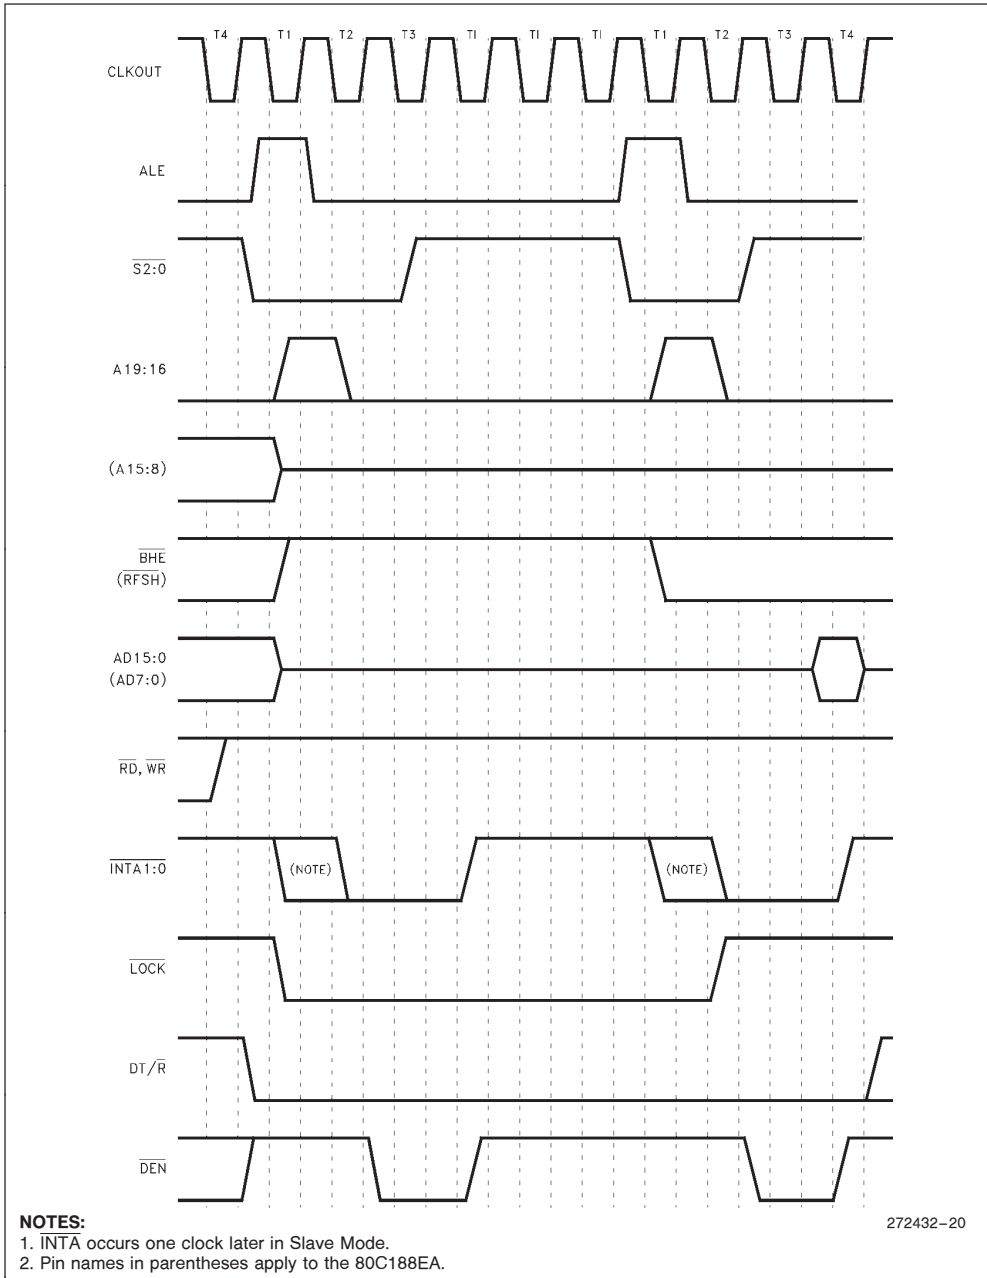 T4 T1 T2 T3 TI TI TI T1 T2 T3 T4
CLKOUT
ALE
S2:0
A19:16
(A15:8)
BHE
(RFSH)
AD15:0
(AD7:0)
RD, WR
INTA1:0 (NOTE) (NOTE)
LOCK
DT/R
DEN
NOTES: 272432–20
1. INTA occurs one clock later in Slave Mode.
2. Pin names in parentheses apply to the 80C188EA.